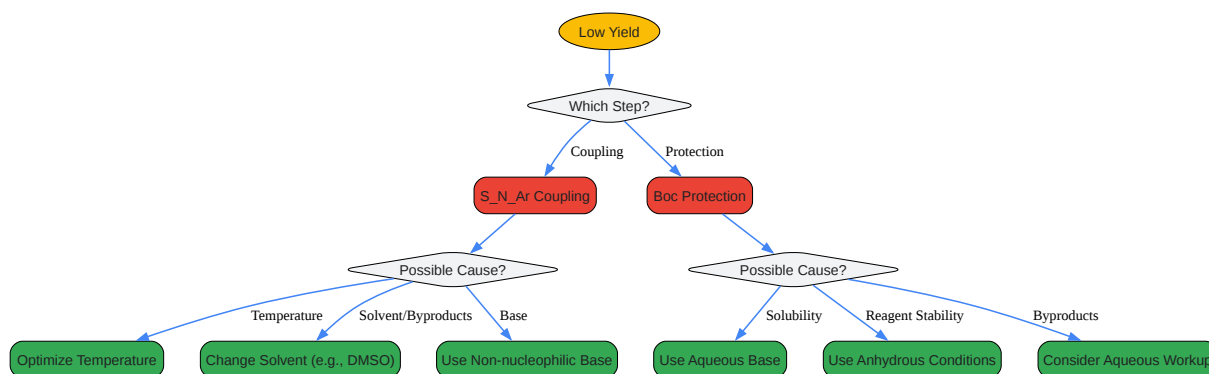 Low Yield
Which Step?
Coupling
Protection
S_N_Ar Coupling
Boc Protection
Possible Cause?
Possible Cause?
Temperature
Solvent/Byproducts
Base
Solubility
Reagent Stability
Byproducts
Optimize Temperature
Change Solvent (e.g., DMSO)
Use Non-nucleophilic Base
Use Aqueous Base
Use Anhydrous Conditions
Consider Aqueous Workup